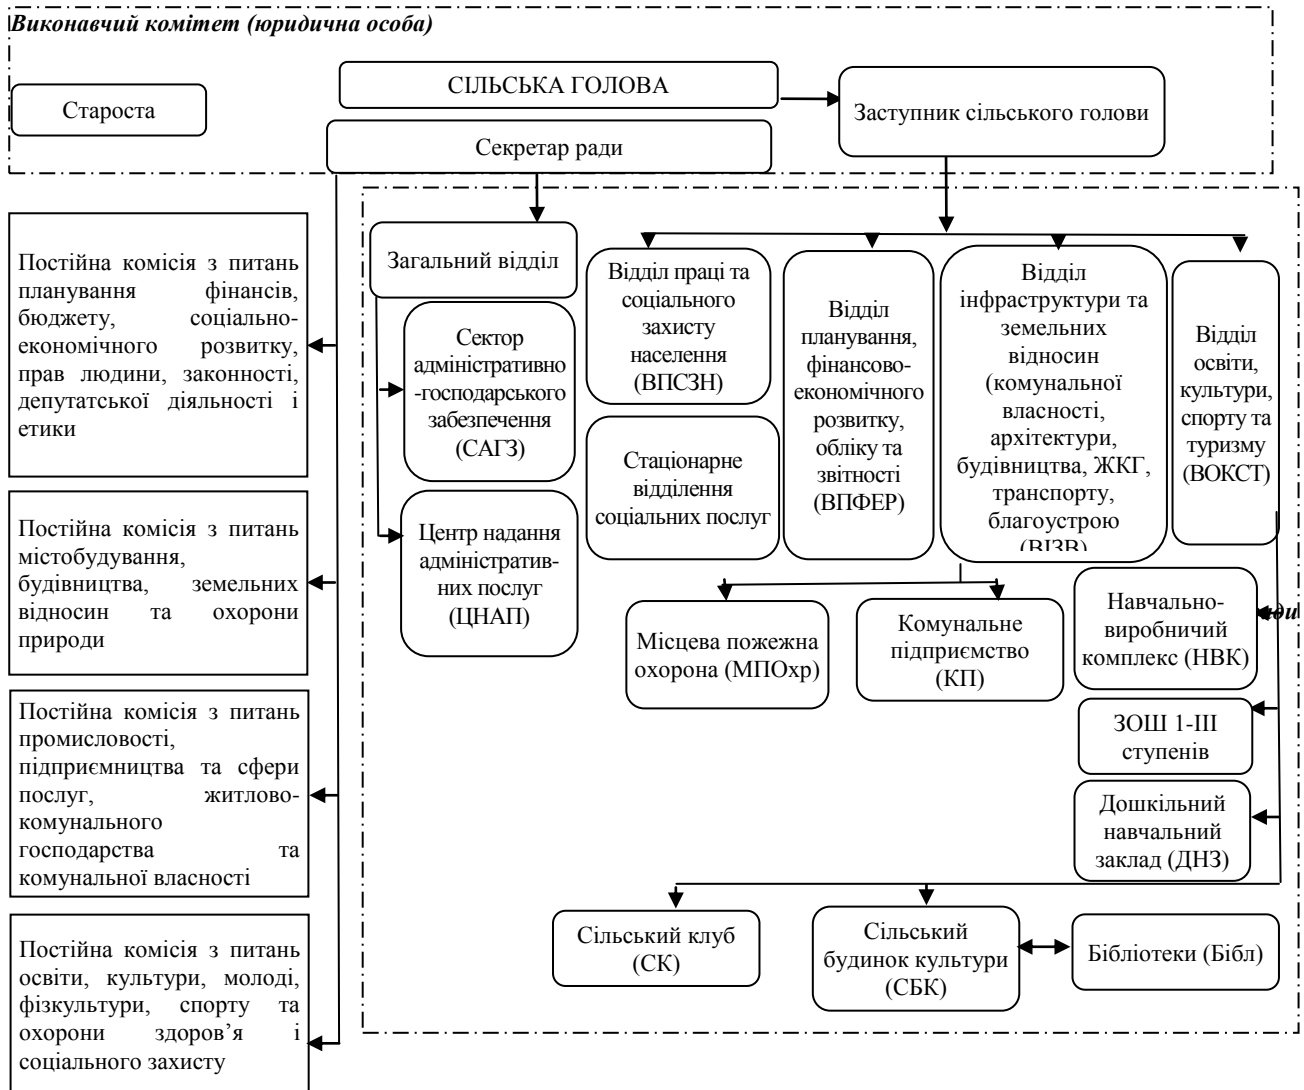 Виконавчий комітет (юридична особа)
СІЛЬСЬКА ГОЛОВА
Староста
Заступник сільського голови
Секретар ради
Постійна комісія з питань
планування фінансів,
бюджету, соціально-
економічного розвитку,
прав людини, законності,
депутатської діяльності і
етики
Постійна комісія з питань
містобудування,
будівництва, земельних
відносин та охорони
природи
Постійна комісія з питань
промисловості,
підприємництва та сфери
послуг, житлово-
комунального
господарства та
комунальної власності
Постійна комісія з питань
освіти, культури, молоді,
фізкультури, спорту та
охорони здоров’я і
соціального захисту
Загальний відділ
Сектор
адміністративно
-господарського
забезпечення
(САГЗ)
Центр надання
адміністратив-
них послуг
(ЦНАП)
Відділ праці та
соціального
захисту
населення
(ВПСЗН)
Стаціонарне
відділення
соціальних послуг
Відділ
планування,
фінансово-
економічного
розвитку,
обліку та
звітності
(ВПФЕР)
Відділ
інфраструктури та
земельних
відносин
(комунальної
власності,
архітектури,
будівництва, ЖКГ,
транспорту,
благоустрою
(ВІЗВ)
Відділ
освіти,
культури,
спорту та
туризму
(ВОКСТ)
Місцева пожежна
охорона (МПОхр)
Комунальне
підприємство
(КП)
Навчально-
виробничий
комплекс (НВК)
ЗОШ 1-ІІІ
ступенів
Дошкільний
навчальний
заклад (ДНЗ)
Сільський клуб
(СК)
Сільський
будинок культури
(СБК)
Бібліотеки (Бібл)